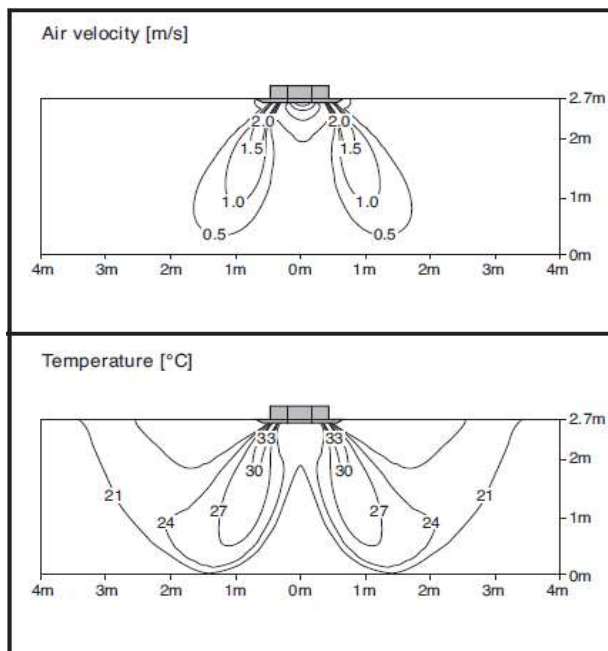 Air velocity [m/s]
2.7m
2.0 2.0
2m
1.5 1.5
1.0 1.0
1m
0.5 0.5
0m
4m 3m 2m 1m 0m 1m 2m 3m 4m
Temperature [°C]
2.7m
33 33
2m
30 30
21 21
27 27
24 24
1m
0m
4m 3m 2m 1m 0m 1m 2m 3m 4m